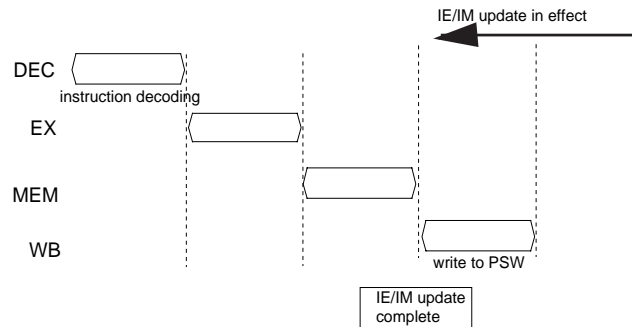 IE/IM update in effect
DEC
instruction decoding
EX
MEM
WB
write to PSW
IE/IM update
complete